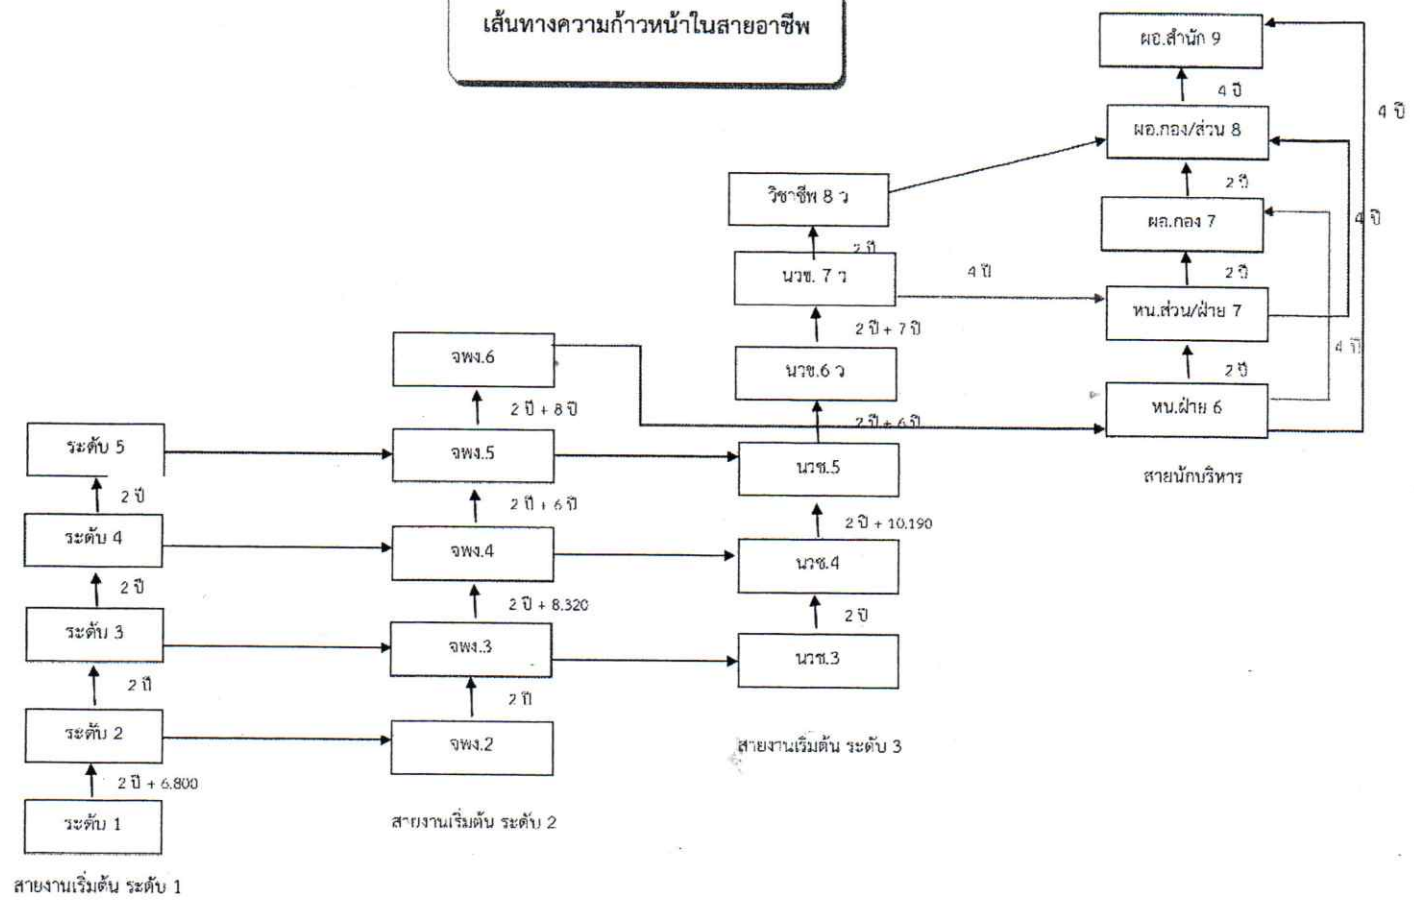 เส้นทางความก้าวหน้าในสายอาชีพ
ผอ.สำนัก 9
4 ปี
4 ปี
ผอ.กอง/ส่วน 8
2 ปี
4 ปี
ผอ.กอง 7
2 ปี
หน.ส่วน/ฝ่าย 7
2 ปี
4 ปี
หน.ฝ่าย 6
สายนักบริหาร
วิชาชีพ 8 ว
2 ปี
นวช. 7 ว
4 ปี
2 ปี + 7 ปี
นวช.6 ว
2 ปี + 6 ปี
นวช.5
2 ปี + 10.190
นวช.4
2 ปี
นวช.3
สายงานเริ่มต้น ระดับ 3
จพง.6
2 ปี + 8 ปี
จพง.5
2 ปี + 6 ปี
จพง.4
2 ปี + 8.320
จพง.3
2 ปี
จพง.2
สายงานเริ่มต้น ระดับ 2
ระดับ 5
2 ปี
ระดับ 4
2 ปี
ระดับ 3
2 ปี
ระดับ 2
2 ปี + 6.800
ระดับ 1
สายงานเริ่มต้น ระดับ 1